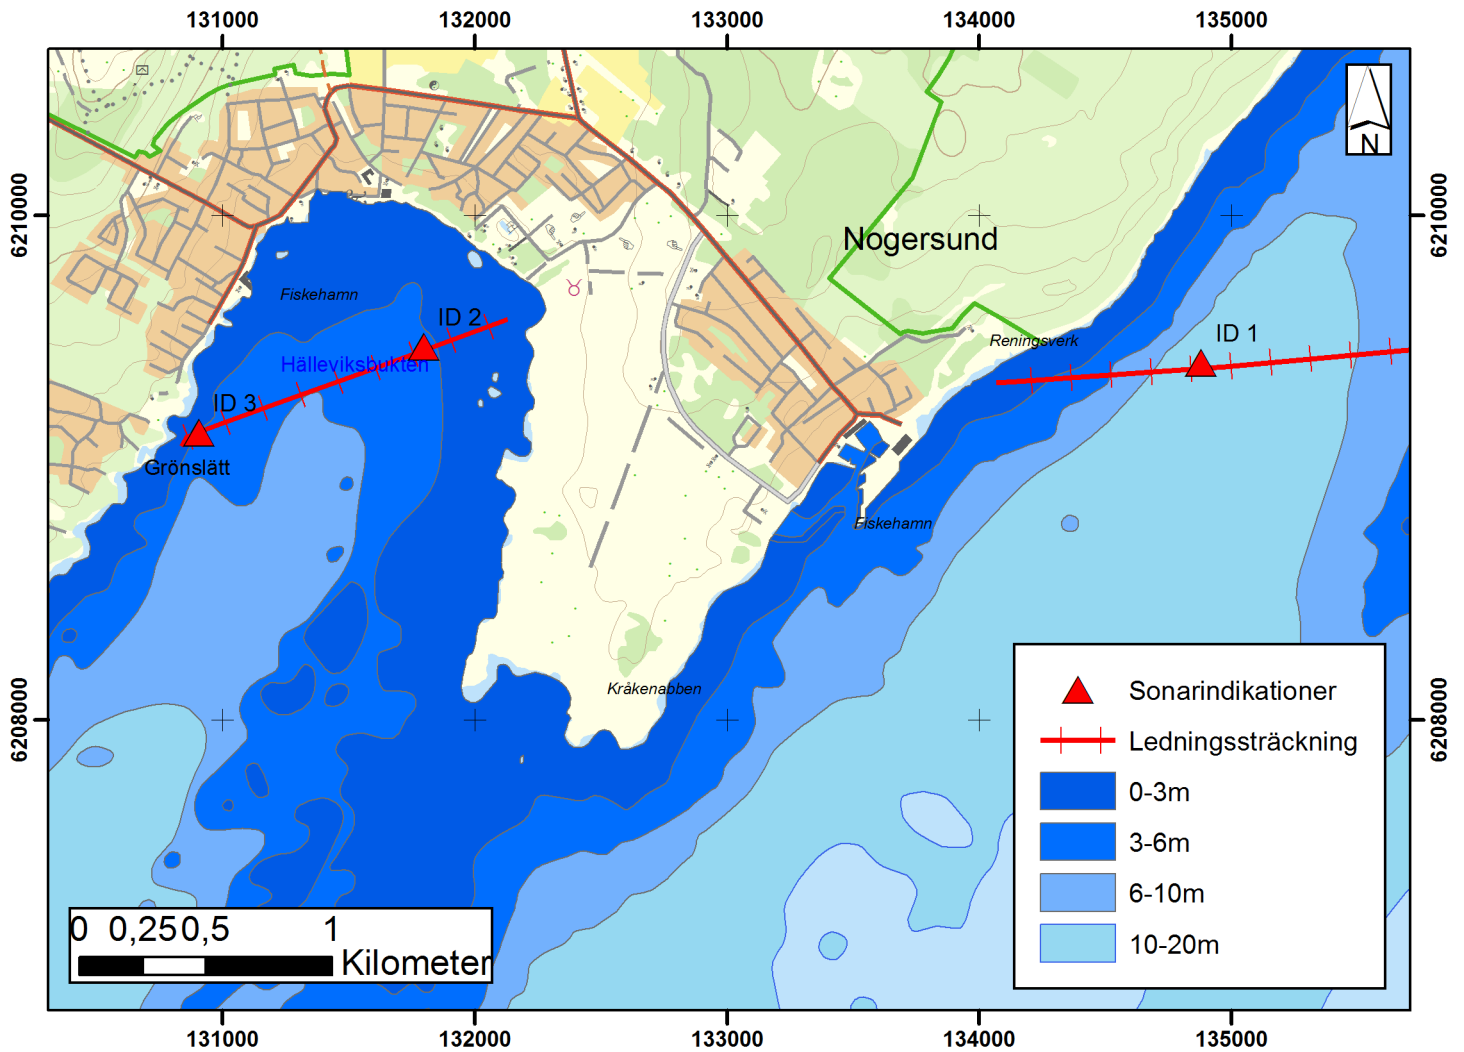 131000 132000 133000 134000 135000
N
6210000
6210000
Nogersund
Fiskehamn
ID 2
ID 1
Reningsverk
Hälleviksbukten
ID 3
Grönslätt
Fiskehamn
Kråkenabben
6208000
6208000
Sonarindikationer
Ledningssträckning
0-3m
3-6m
6-10m
10-20m
0 0,25 0,5 1
Kilometer
131000 132000 133000 134000 135000